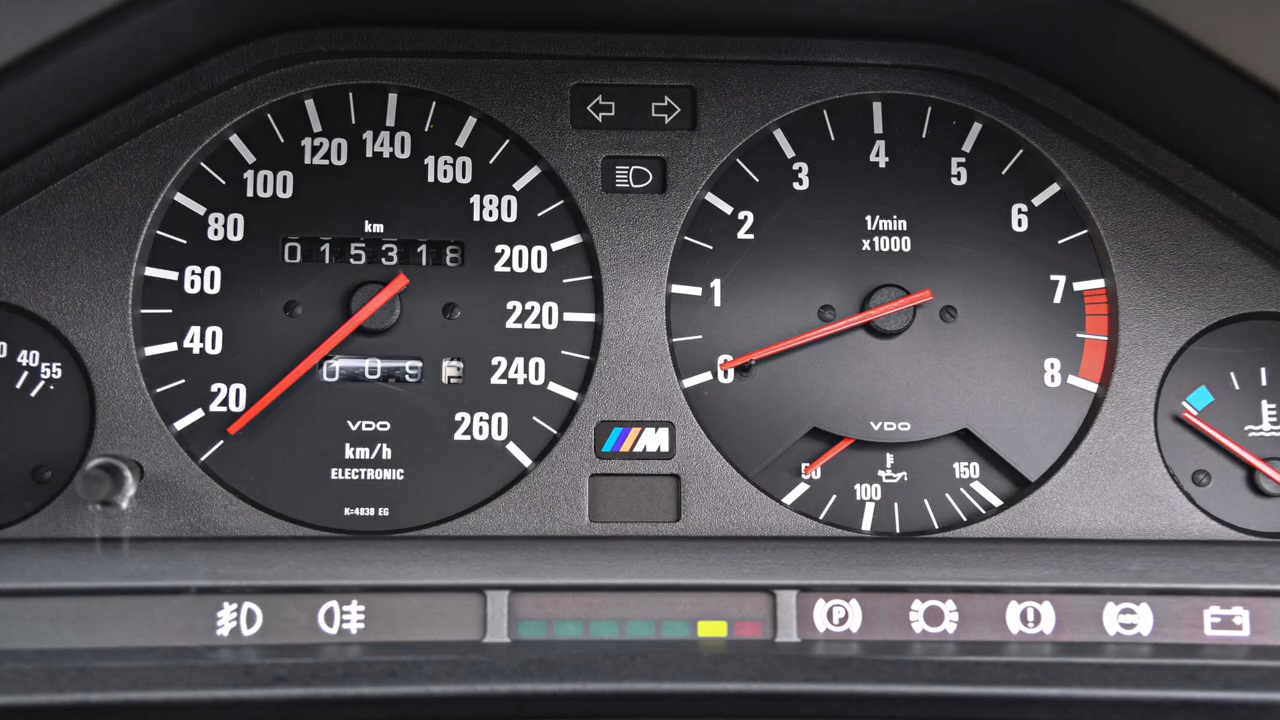 40 55
20 40 60 80 100 120 140 160 180 200 220 240 260
km
015318
009
VDO
km/h
ELECTRONIC
K=4838 EG
M
0 1 2 3 4 5 6 7 8
1/min
x1000
VDO
50 100 150
P
!
ABS